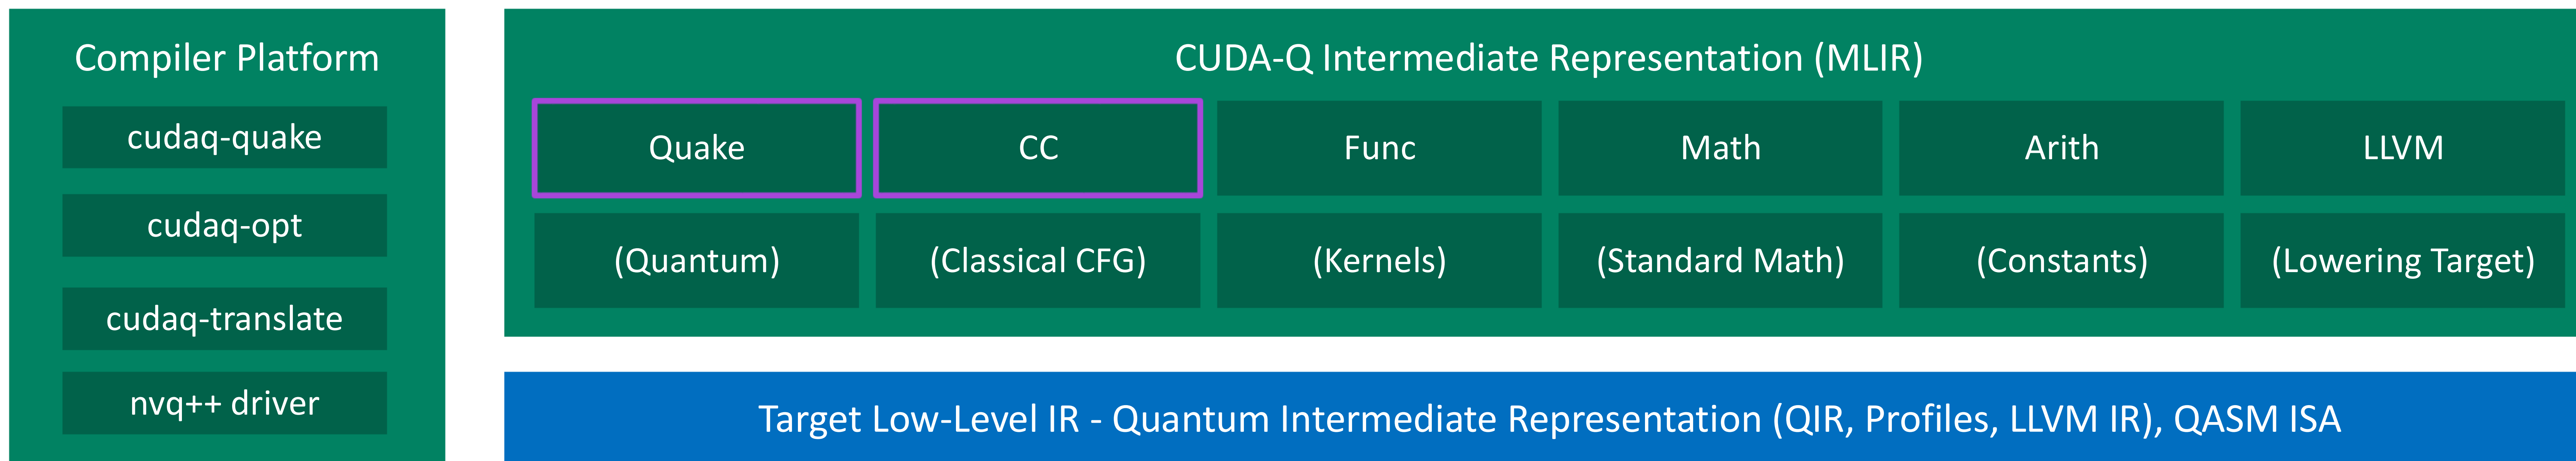 Compiler Platform
cudaq-quake
cudaq-opt
cudaq-translate
nvq++ driver
CUDA-Q Intermediate Representation (MLIR)
Quake
CC
Func
Math
Arith
LLVM
(Quantum)
(Classical CFG)
(Kernels)
(Standard Math)
(Constants)
(Lowering Target)
Target Low-Level IR - Quantum Intermediate Representation (QIR, Profiles, LLVM IR), QASM ISA